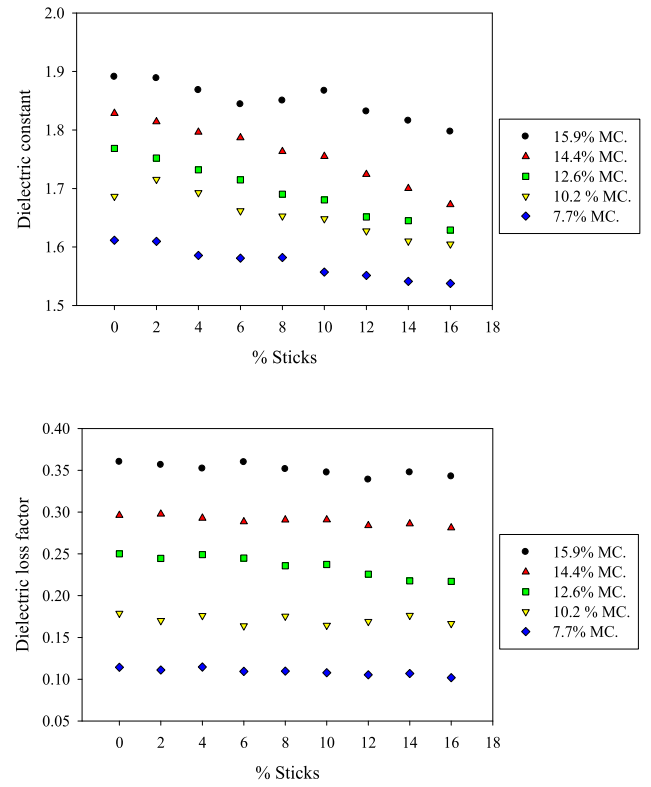 2.0
1.9
1.8
1.7
1.6
1.5
Dielectric constant
0 2 4 6 8 10 12 14 16 18
% Sticks
15.9% MC.
14.4% MC.
12.6% MC.
10.2 % MC.
7.7% MC.
0.40
0.35
0.30
0.25
0.20
0.15
0.10
0.05
Dielectric loss factor
0 2 4 6 8 10 12 14 16 18
% Sticks
15.9% MC.
14.4% MC.
12.6% MC.
10.2 % MC.
7.7% MC.